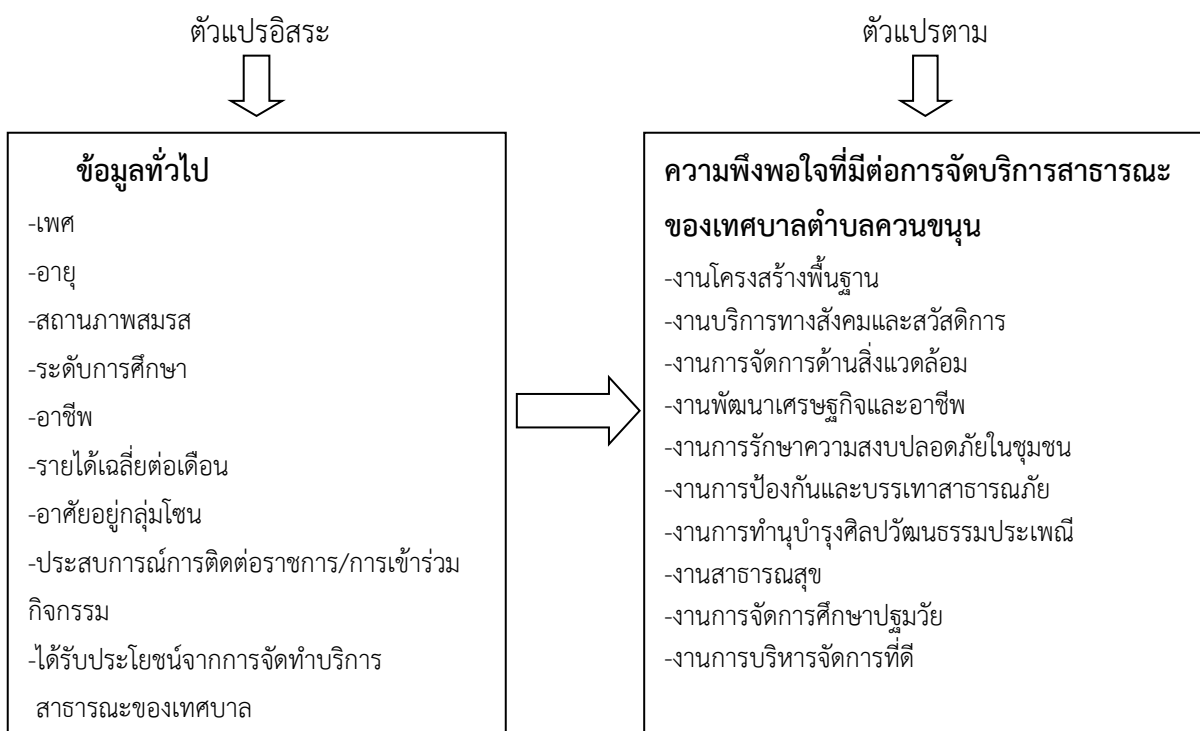 ตัวแปรอิสระ
ตัวแปรตาม
ข้อมูลทั่วไป
-เพศ
-อายุ
-สถานภาพสมรส
-ระดับการศึกษา
-อาชีพ
-รายได้เฉลี่ยต่อเดือน
-อาศัยอยู่กลุ่มโซน
-ประสบการณ์การติดต่อราชการ/การเข้าร่วม
กิจกรรม
-ได้รับประโยชน์จากการจัดทำบริการ
สาธารณะของเทศบาล
ความพึงพอใจที่มีต่อการจัดบริการสาธารณะ
ของเทศบาลตำบลควนขนุน
-งานโครงสร้างพื้นฐาน
-งานบริการทางสังคมและสวัสดิการ
-งานการจัดการด้านสิ่งแวดล้อม
-งานพัฒนาเศรษฐกิจและอาชีพ
-งานการรักษาความสงบปลอดภัยในชุมชน
-งานการป้องกันและบรรเทาสาธารณภัย
-งานการทำนุบำรุงศิลปวัฒนธรรมประเพณี
-งานสาธารณสุข
-งานการจัดการศึกษาปฐมวัย
-งานการบริหารจัดการที่ดี